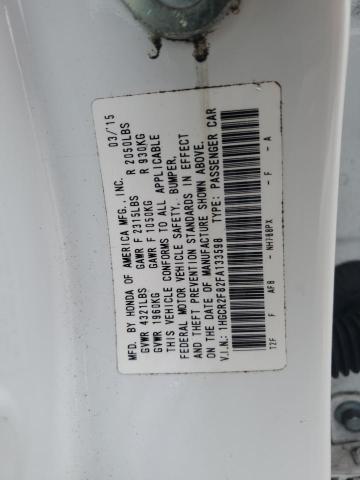 MFD. BY HONDA OF AMERICA MFG., INC. 03/15
GVWR 4321LBS GAWR F 2315LBS R 2050LBS
GVWR 1960KG GAWR F 1050KG R 930KG
THIS VEHICLE CONFORMS TO ALL APPLICABLE
FEDERAL MOTOR VEHICLE SAFETY, BUMPER,
AND THEFT PREVENTION STANDARDS IN EFFECT
ON THE DATE OF MANUFACTURE SHOWN ABOVE.
V.I.N.: 1HGCR2F82FA133598 TYPE: PASSENGER CAR
T2F F AF8 - NH788PX - F - A